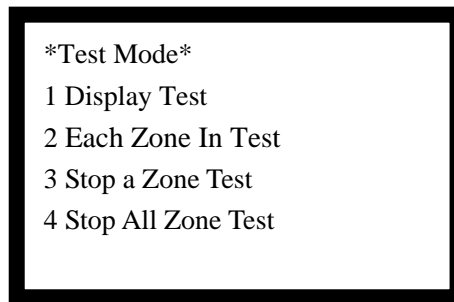 *Test Mode*
1 Display Test
2 Each Zone In Test
3 Stop a Zone Test
4 Stop All Zone Test